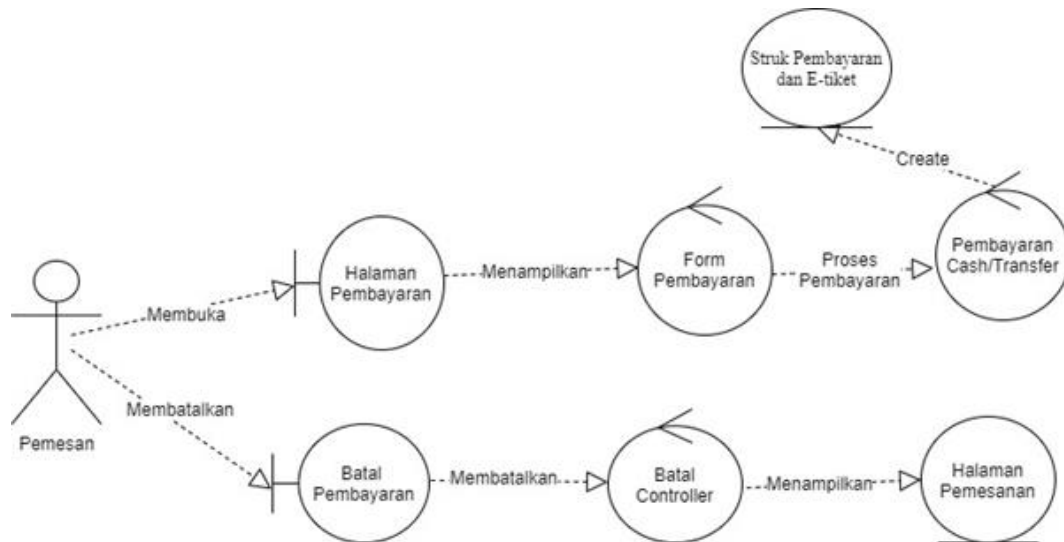 Struk Pembayaran
dan E-tiket
Create
Halaman
Pembayaran
Menampilkan
Form
Pembayaran
Proses
Pembayaran
Pembayaran
Cash/Transfer
Membuka
Membatalkan
Pemesan
Batal
Pembayaran
Membatalkan
Batal
Controller
Menampilkan
Halaman
Pemesanan